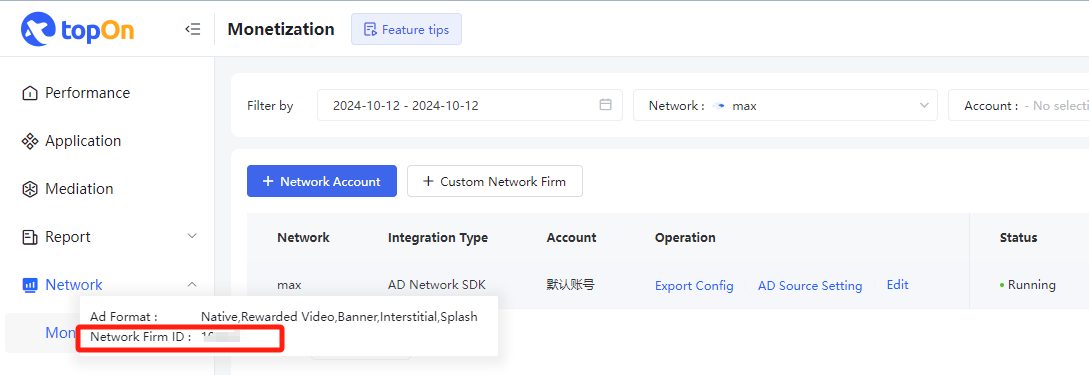 topOn
Monetization
Feature tips
Performance
Application
Mediation
Report
Network
Filter by
2024-10-12 - 2024-10-12
Network : max
Account : - No selecti
+ Network Account
+ Custom Network Firm
Network Integration Type Account Operation Status
max AD Network SDK 默认账号 Export Config AD Source Setting Edit Running
Ad Format : Native,Rewarded Video,Banner,Interstitial,Splash
Network Firm ID :
Mon